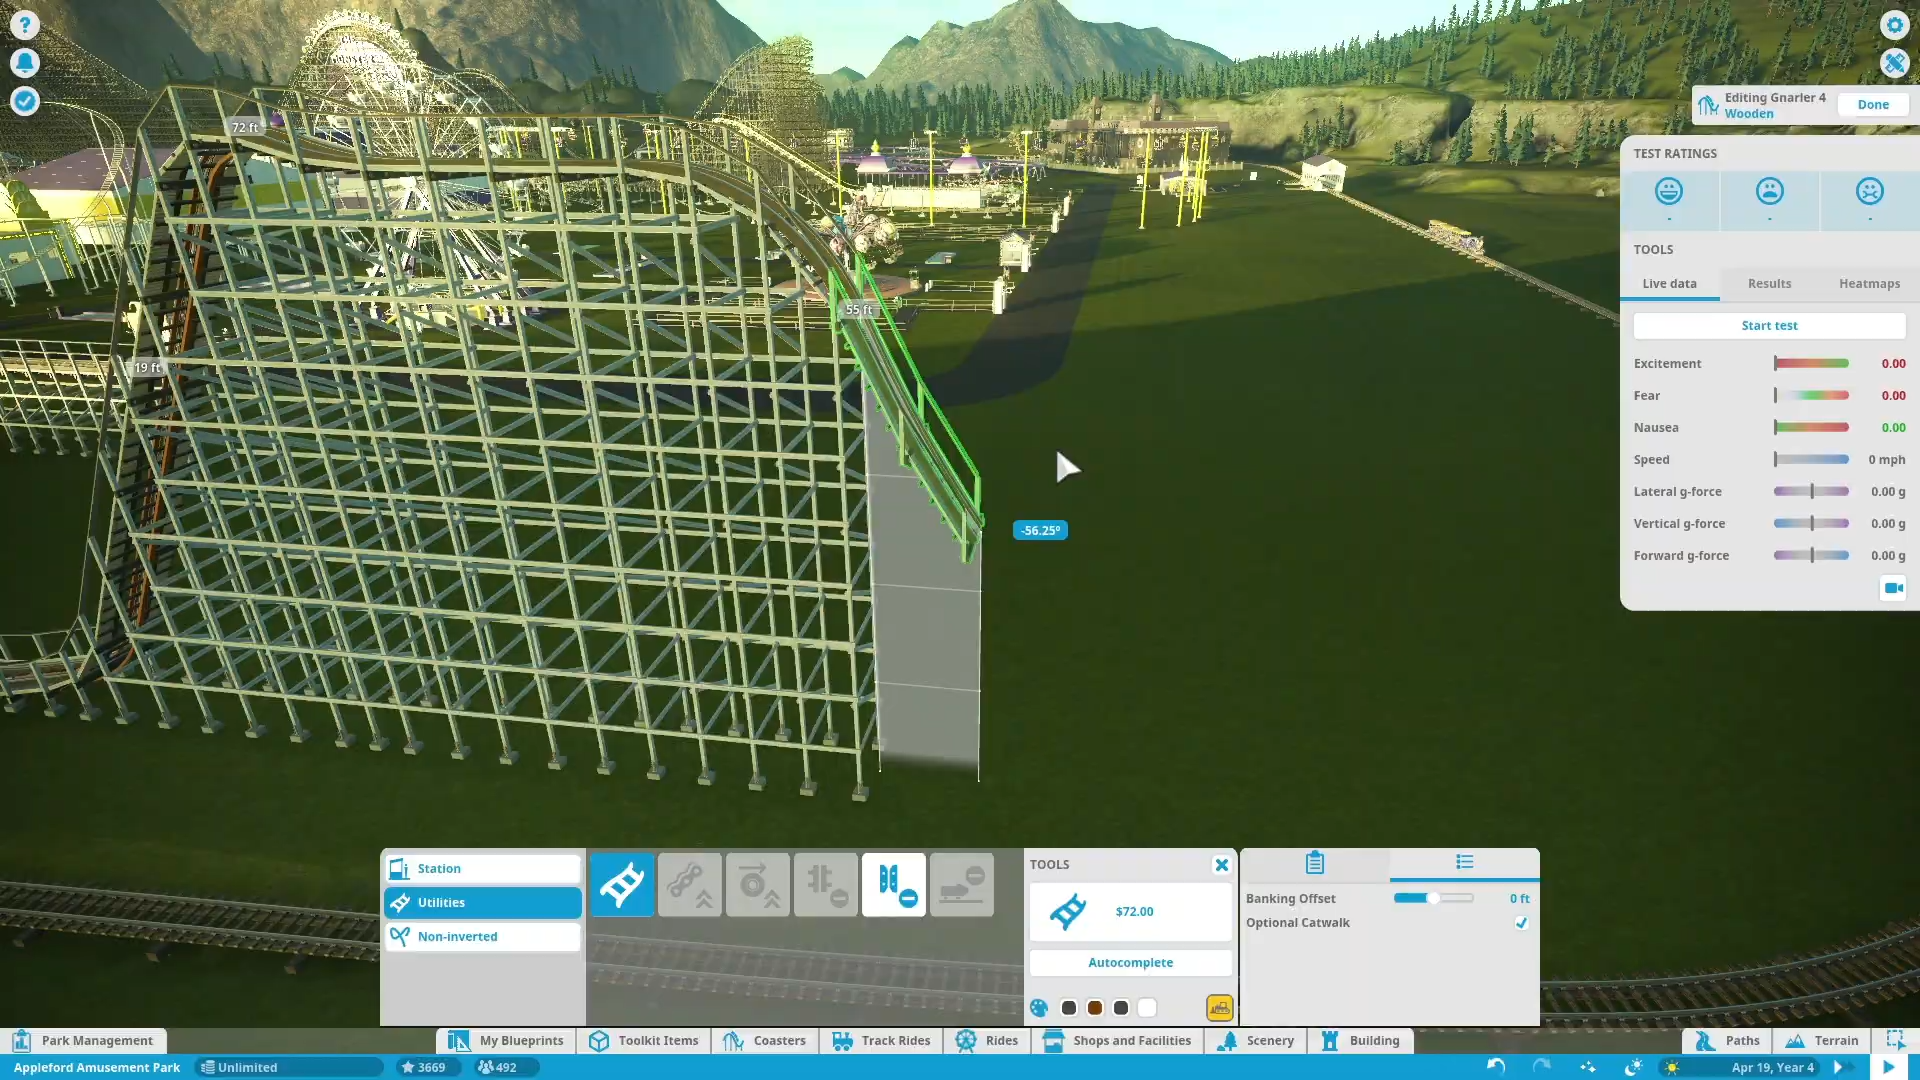 ?
Editing Gnarler 4
Wooden
Done
TEST RATINGS
- - -
TOOLS
Live data Results Heatmaps
Start test
Excitement 0.00
Fear 0.00
Nausea 0.00
Speed 0 mph
Lateral g-force 0.00 g
Vertical g-force 0.00 g
Forward g-force 0.00 g
72 ft
55 ft
19 ft
-56.25°
Station
Utilities
Non-inverted
TOOLS
$72.00
Autocomplete
Banking Offset 0 ft
Optional Catwalk
Park Management My Blueprints Toolkit Items Coasters Track Rides Rides Shops and Facilities Scenery Building Paths Terrain
Appleford Amusement Park Unlimited 3669 492 Apr 19, Year 4